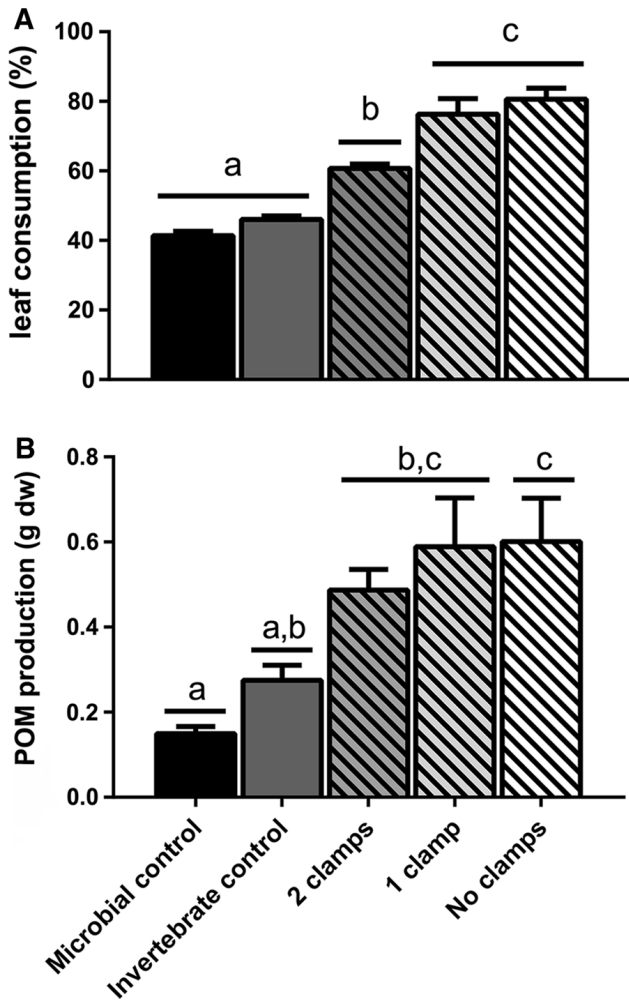 A
leaf consumption (%)
100
80
60
40
20
0
a
b
c
B
POM production (g dw)
0.8
0.6
0.4
0.2
0.0
a
a,b
b,c
c
Microbial control
Invertebrate control
2 clamps
1 clamp
No clamps